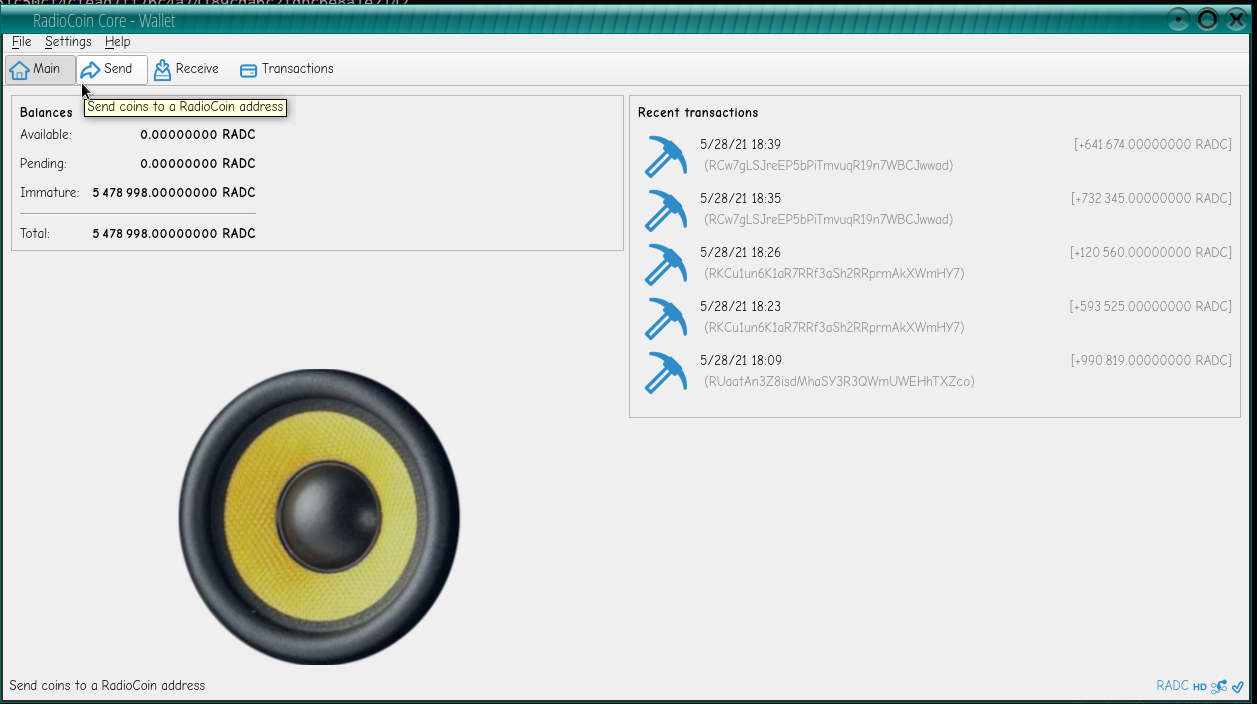 RadioCoin Core - Wallet
File Settings Help
Main Send Receive Transactions
Send coins to a RadioCoin address
Balances
Available: 0.00000000 RADC
Pending: 0.00000000 RADC
Immature: 5 478 998.00000000 RADC
Total: 5 478 998.00000000 RADC
Recent transactions
5/28/21 18:39 [+641 674.00000000 RADC]
(RCw7gLSJreEP5bPiTmvuqR19n7WBCJwwad)
5/28/21 18:35 [+732 345.00000000 RADC]
(RCw7gLSJreEP5bPiTmvuqR19n7WBCJwwad)
5/28/21 18:26 [+120 560.00000000 RADC]
(RKCu1un6K1aR7RRf3aSh2RRprmAkXWmHY7)
5/28/21 18:23 [+593 525.00000000 RADC]
(RKCu1un6K1aR7RRf3aSh2RRprmAkXWmHY7)
5/28/21 18:09 [+990 819.00000000 RADC]
(RUaatAn3Z8isdMhaSY3R3QWmUWEHhTXZco)
Send coins to a RadioCoin address
RADC HD